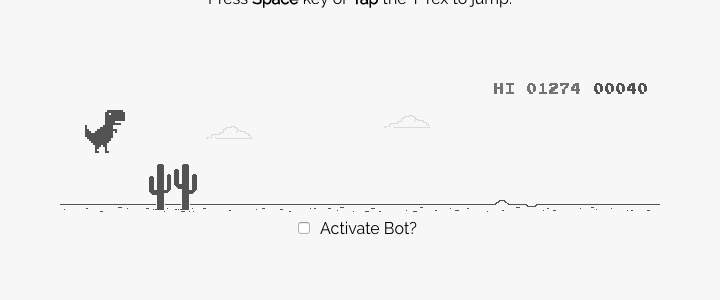 Press Space key or Tap the T-rex to jump.
HI 01274 00040
Activate Bot?